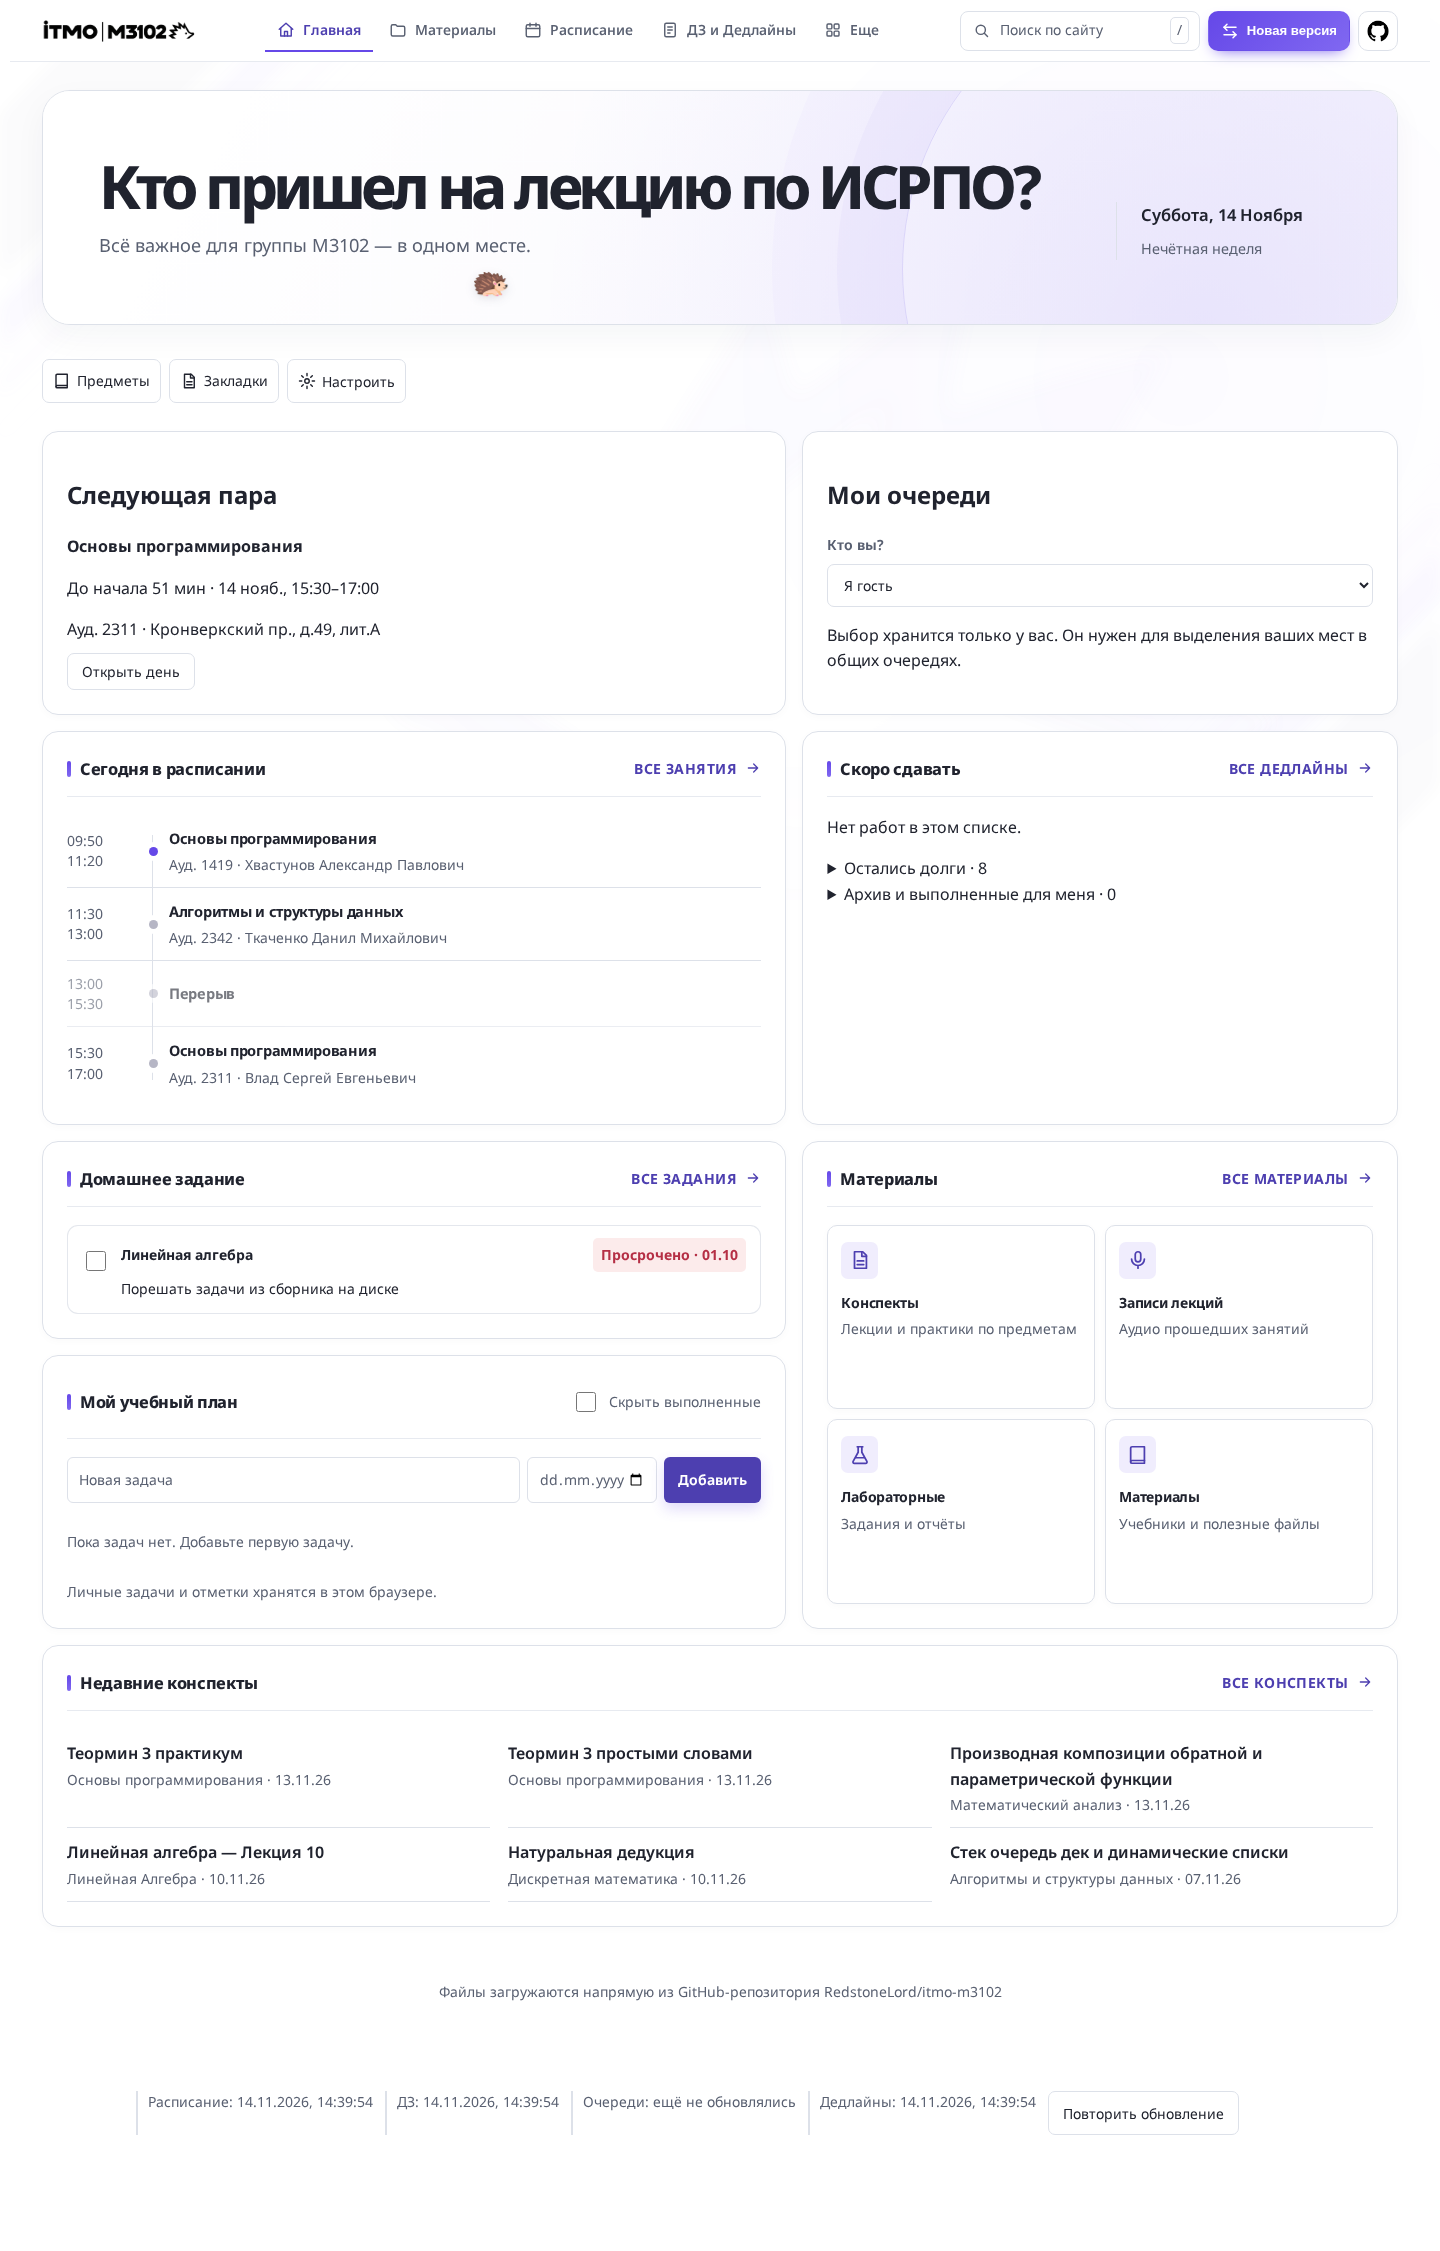 iTMO | M3102
Главная
Материалы
Расписание
ДЗ и Дедлайны
Еще
Поиск по сайту
/
Новая версия
Кто пришел на лекцию по ИСРПО?
Всё важное для группы M3102 — в одном месте.
Суббота, 14 Ноября
Нечётная неделя
Предметы
Закладки
Настроить
Следующая пара
Основы программирования
До начала 51 мин · 14 нояб., 15:30–17:00
Ауд. 2311 · Кронверкский пр., д.49, лит.А
Открыть день
Мои очереди
Кто вы?
Я гость
Выбор хранится только у вас. Он нужен для выделения ваших мест в
общих очередях.
Сегодня в расписании
ВСЕ ЗАНЯТИЯ →
09:50
11:20
Основы программирования
Ауд. 1419 · Хвастунов Александр Павлович
11:30
13:00
Алгоритмы и структуры данных
Ауд. 2342 · Ткаченко Данил Михайлович
13:00
15:30
Перерыв
15:30
17:00
Основы программирования
Ауд. 2311 · Влад Сергей Евгеньевич
Скоро сдавать
ВСЕ ДЕДЛАЙНЫ →
Нет работ в этом списке.
▶ Остались долги · 8
▶ Архив и выполненные для меня · 0
Домашнее задание
ВСЕ ЗАДАНИЯ →
Линейная алгебра
Просрочено · 01.10
Порешать задачи из сборника на диске
Мой учебный план
Скрыть выполненные
Новая задача
dd.mm.yyyy
Добавить
Пока задач нет. Добавьте первую задачу.
Личные задачи и отметки хранятся в этом браузере.
Материалы
ВСЕ МАТЕРИАЛЫ →
Конспекты
Лекции и практики по предметам
Записи лекций
Аудио прошедших занятий
Лабораторные
Задания и отчёты
Материалы
Учебники и полезные файлы
Недавние конспекты
ВСЕ КОНСПЕКТЫ →
Теормин 3 практикум
Основы программирования · 13.11.26
Теормин 3 простыми словами
Основы программирования · 13.11.26
Производная композиции обратной и
параметрической функции
Математический анализ · 13.11.26
Линейная алгебра — Лекция 10
Линейная Алгебра · 10.11.26
Натуральная дедукция
Дискретная математика · 10.11.26
Стек очередь дек и динамические списки
Алгоритмы и структуры данных · 07.11.26
Файлы загружаются напрямую из GitHub-репозитория RedstoneLord/itmo-m3102
Расписание: 14.11.2026, 14:39:54
ДЗ: 14.11.2026, 14:39:54
Очереди: ещё не обновлялись
Дедлайны: 14.11.2026, 14:39:54
Повторить обновление